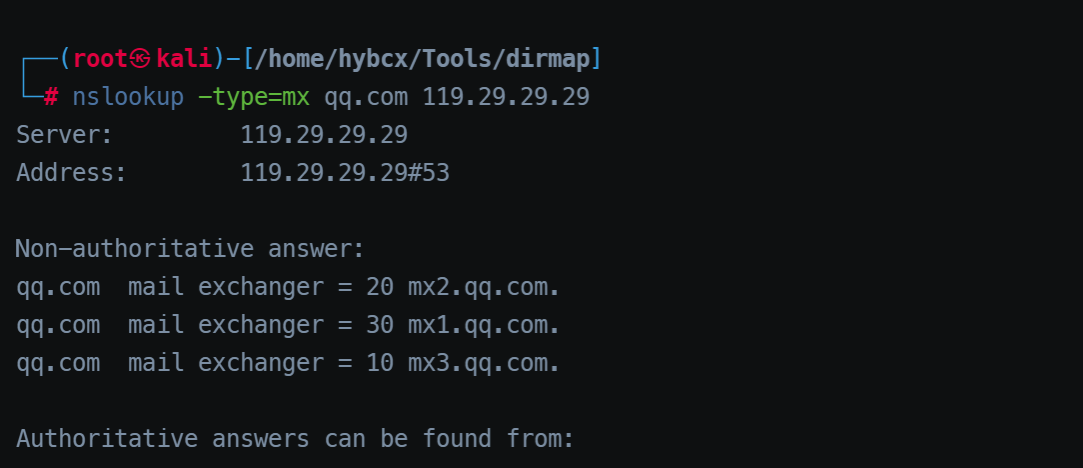 ┌──(root㉿kali)-[/home/hybcx/Tools/dirmap]
└─# nslookup -type=mx qq.com 119.29.29.29
Server:         119.29.29.29
Address:        119.29.29.29#53
Non-authoritative answer:
qq.com  mail exchanger = 20 mx2.qq.com.
qq.com  mail exchanger = 30 mx1.qq.com.
qq.com  mail exchanger = 10 mx3.qq.com.
Authoritative answers can be found from: